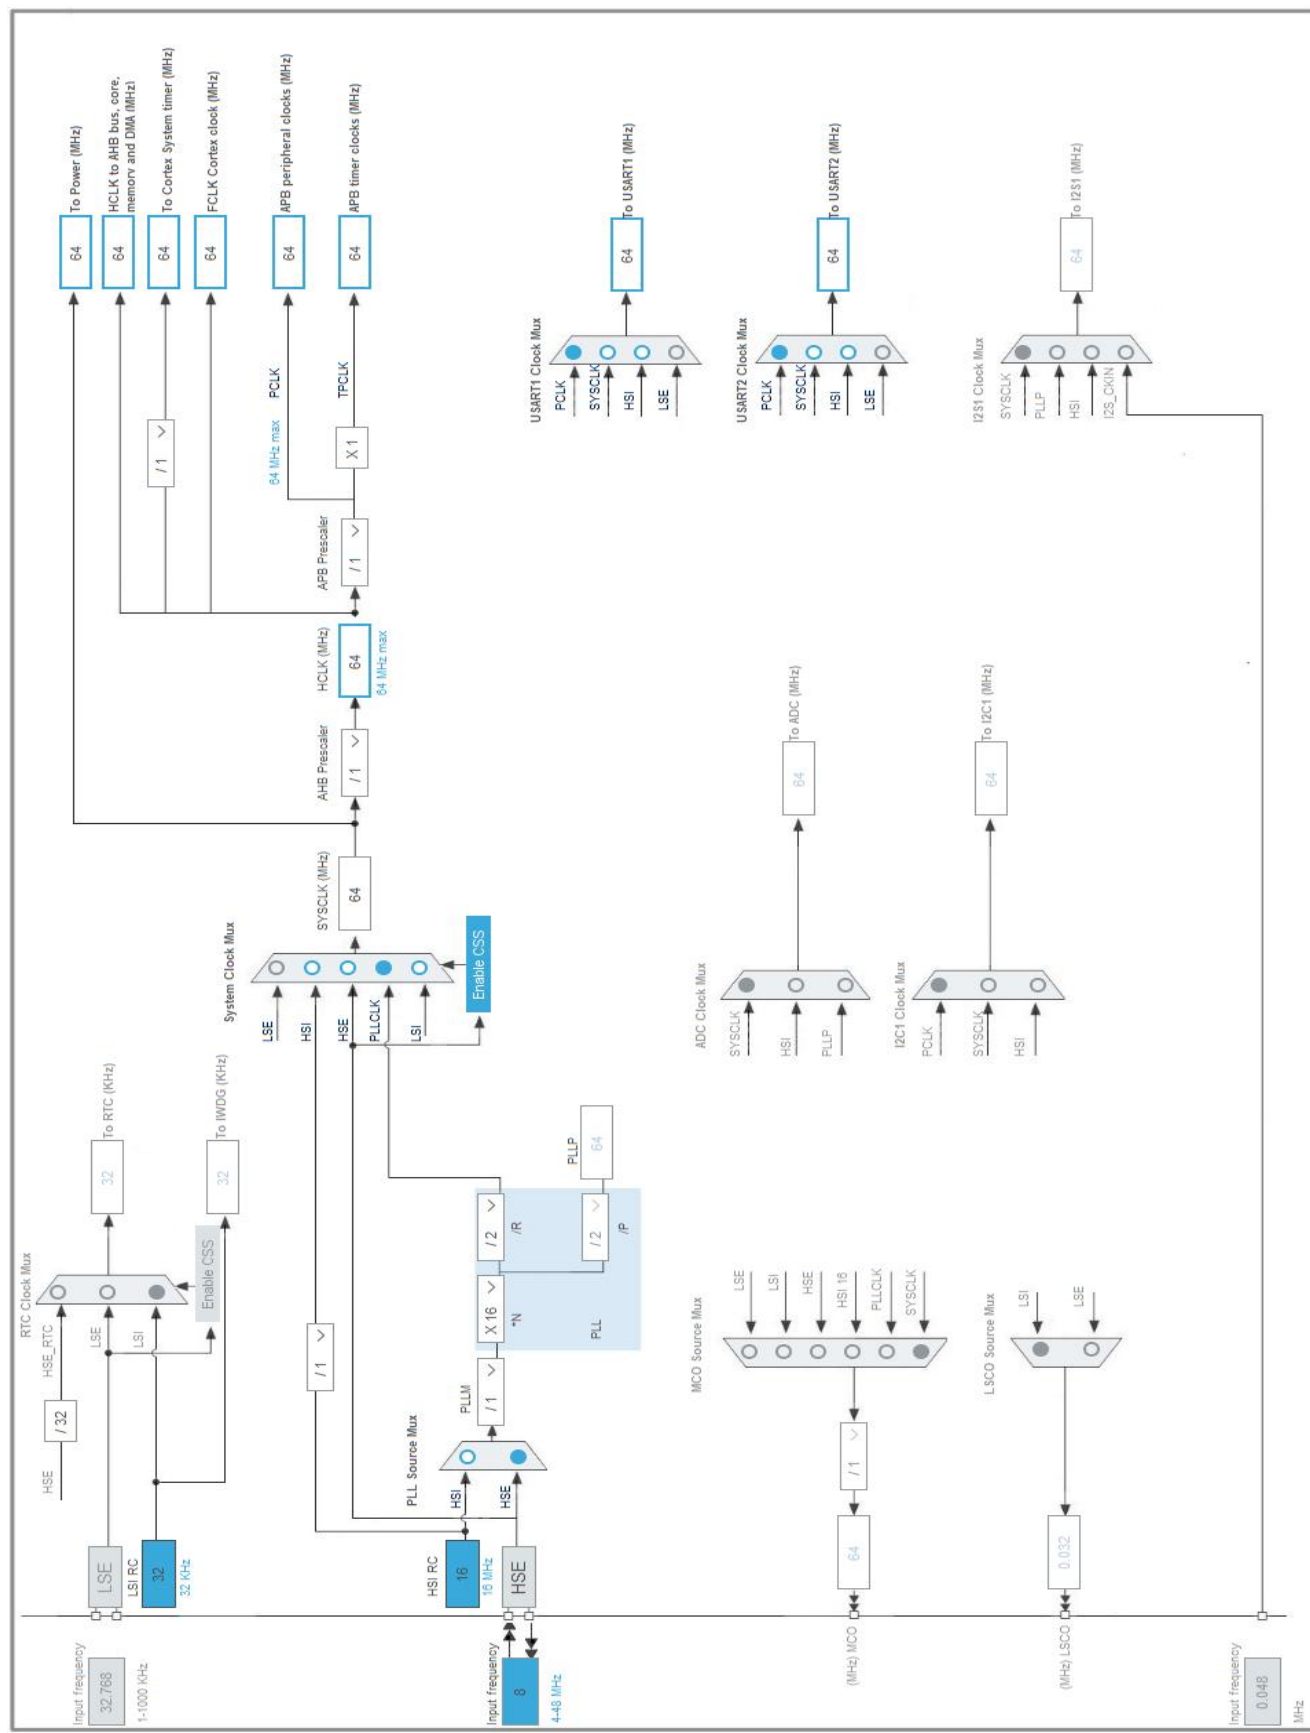 RTC Clock Mux
HSE
/ 32
HSE_RTC
LSE
LSI
Enable CSS
32
To RTC (KHz)
32
To IWDG (KHz)
Input frequency
32.768
1-1000 KHz
LSE
LSI RC
32
32 KHz
System Clock Mux
LSE
HSI
HSE
PLLCLK
LSI
Enable CSS
/ 1
HSI RC
16
16 MHz
PLL Source Mux
HSI
HSE
PLLM
/ 1
X 16
*N
/ 2
/R
/ 2
/P
PLL
PLLP
64
Input frequency
8
4-48 MHz
HSE
SYSCLK (MHz)
64
AHB Prescaler
/ 1
HCLK (MHz)
64
64 MHz max
APB Prescaler
/ 1
X 1
/ 1
64 MHz max
PCLK
TPCLK
64
To Power (MHz)
64
HCLK to AHB bus, core,
memory and DMA (MHz)
64
To Cortex System timer (MHz)
64
FCLK Cortex clock (MHz)
64
APB peripheral clocks (MHz)
64
APB timer clocks (MHz)
USART1 Clock Mux
PCLK
SYSCLK
HSI
LSE
64
To USART1 (MHz)
USART2 Clock Mux
PCLK
SYSCLK
HSI
LSE
64
To USART2 (MHz)
I2S1 Clock Mux
SYSCLK
PLLP
HSI
I2S_CKIN
64
To I2S1 (MHz)
ADC Clock Mux
SYSCLK
HSI
PLLP
64
To ADC (MHz)
I2C1 Clock Mux
PCLK
SYSCLK
HSI
64
To I2C1 (MHz)
MCO Source Mux
LSE
LSI
HSE
HSI 16
PLLCLK
SYSCLK
/ 1
64
(MHz) MCO
LSCO Source Mux
LSI
LSE
0.032
(MHz) LSCO
Input frequency
0.048
MHz